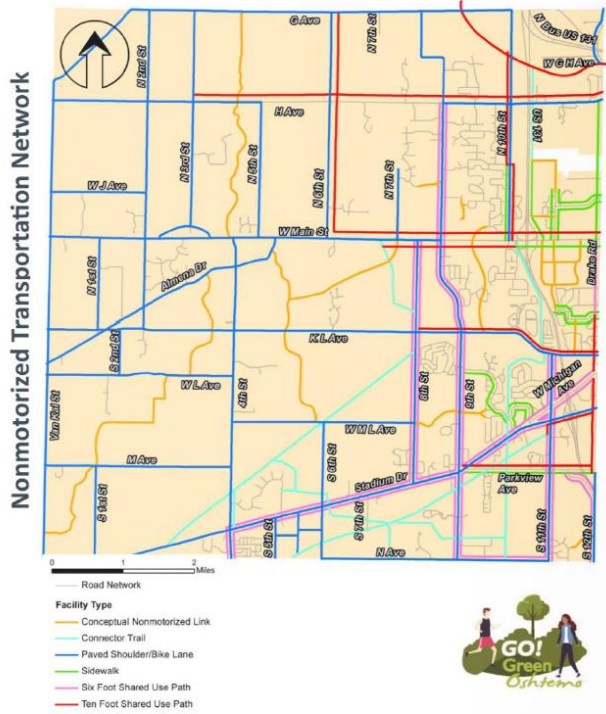 Nonmotorized Transportation Network
G Ave
N 2nd St
N 7th St
N Bus US 131
W G H Ave
US 131
H Ave
N 3rd St
N 5th St
N 6th St
N 7th St
N 10th St
W J Ave
W Main St
Drake Rd
N 1st St
Almena Dr
S 2nd St
K L Ave
W L Ave
4th St
8th St
9th St
W Michigan Ave
Van Kal St
M Ave
W M L Ave
S 1st St
S 6th St
Stadium Dr
Parkview Ave
S 5th St
S 7th St
N Ave
S 11th St
S 12th St
0 1 2
Miles
Road Network
Facility Type
Conceptual Nonmotorized Link
Connector Trail
Paved Shoulder/Bike Lane
Sidewalk
Six Foot Shared Use Path
Ten Foot Shared Use Path
GO!
Green
Oshtemo